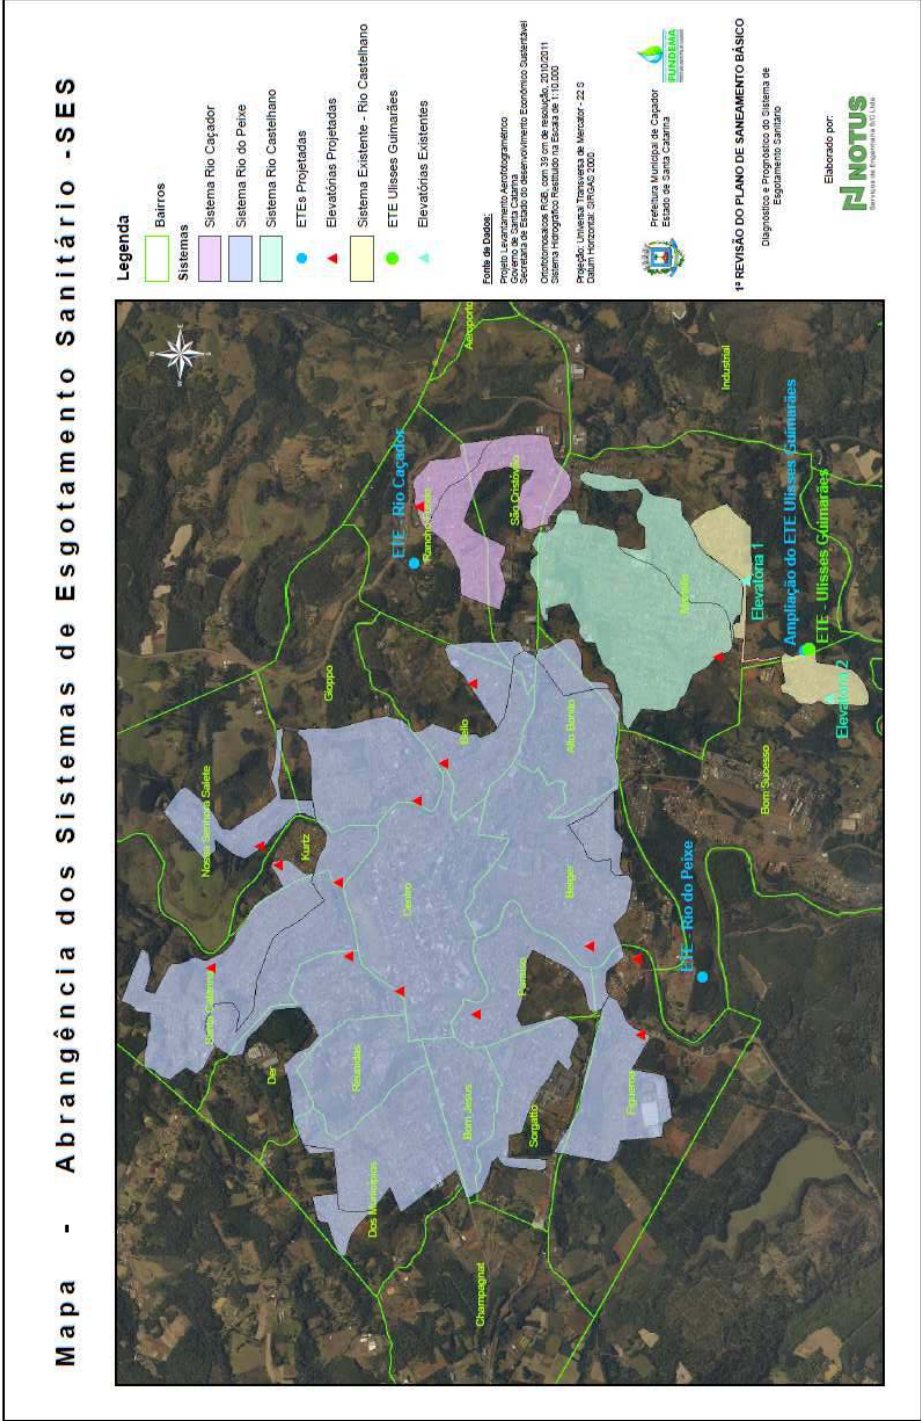 Mapa - Abrangência dos Sistemas de Esgotamento Sanitário -SES
Legenda
Bairros
Sistemas
Sistema Rio Caçador
Sistema Rio do Peixe
Sistema Rio Castelhano
ETEs Projetadas
Elevatórias Projetadas
Sistema Existente - Rio Castelhano
ETE Ulisses Guimarães
Elevatórias Existentes
Fonte de Dados:
Projeto Levantamento Aerofotogramétrico
Governo de Santa Catarina
Secretaria de Estado do desenvolvimento Econômico Sustentável
Ortofotomosaicos RGB, com 39 cm de resolução, 2010/2011
Sistema Hidrográfico Restituído na Escala de 1:10.000
Projeção: Universal Transversa de Mercator - 22 S
Datum Horizontal: SIRGAS 2000
Prefeitura Municipal de Caçador
Estado de Santa Catarina
FUNDEMA
1ª REVISÃO DO PLANO DE SANEAMENTO BÁSICO
Diagnóstico e Prognóstico do Sistema de
Esgotamento Sanitário
Elaborado por:
NOTUS
Serviços de Engenharia S/C Ltda
N
E
S
W
Aeroporto
ETE - Rio Caçador
São Cristóvão
Industrial
Gioppo
Nossa Senhora Salete
Kurtz
Bello
Alto Bonito
Elevatória 1
Ampliação do ETE Ulisses Guimarães
ETE - Ulisses Guimarães
Elevatória 2
Bom Sucesso
Centro
Berger
ETE - Rio do Peixe
Paraíso
Santa Catarina
Der
Reunidas
Bom Jesus
Sorgatto
Figueroa
Dos Municípios
Champagnat